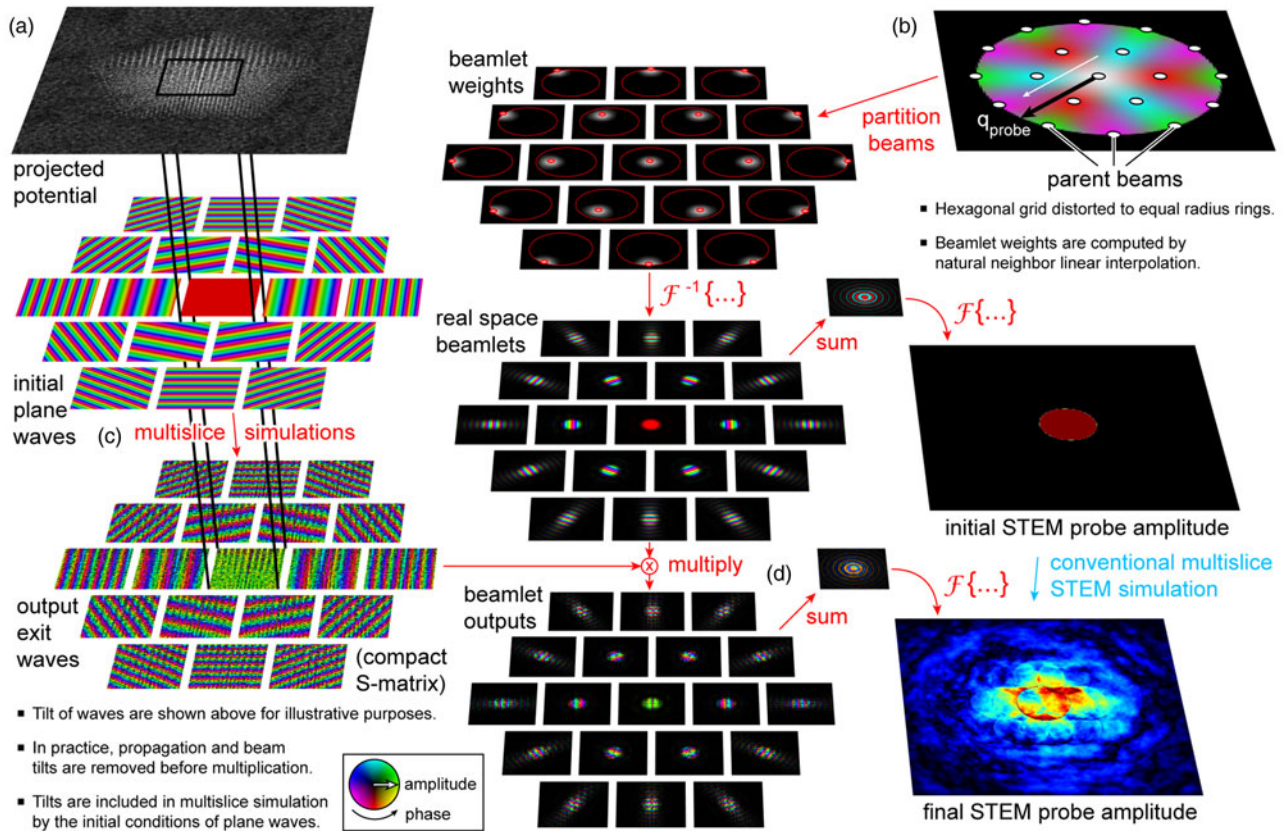 (a)
projected
potential
initial
plane
waves
(c)
multislice simulations
output
exit
waves
(compact
S-matrix)
▪ Tilt of waves are shown above for illustrative purposes.
▪ In practice, propagation and beam
tilts are removed before multiplication.
▪ Tilts are included in multislice simulation
by the initial conditions of plane waves.
amplitude
phase
beamlet
weights
partition
beams
ℱ⁻¹{...}
real space
beamlets
sum
ℱ{...}
x
multiply
(d)
beamlet
outputs
sum
ℱ{...}
(b)
q_probe
parent beams
▪ Hexagonal grid distorted to equal radius rings.
▪ Beamlet weights are computed by
natural neighbor linear interpolation.
initial STEM probe amplitude
conventional multislice
STEM simulation
final STEM probe amplitude